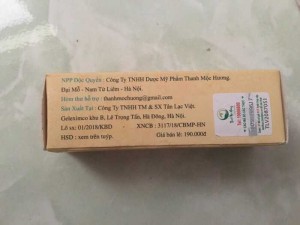 NPP Độc Quyền: Công Ty TNHH Dược Mỹ Phẩm Thanh Mộc Hương.
Đại Mỗ - Nam Từ Liêm - Hà Nội.
Hòm thư hỗ trợ: thanhmochuong@gmail.com
Sản Xuất Tại: Công Ty TNHH TM & SX Tân Lạc Việt.
Geleximco khu B, Lê Trọng Tấn, Hà Đông, Hà Nội.
Lô sx: 01/2018/KBD XNCB: 3117/18/CBMP-HN
HSD: xem trên tuýp. Giá bán lẻ: 190.000đ